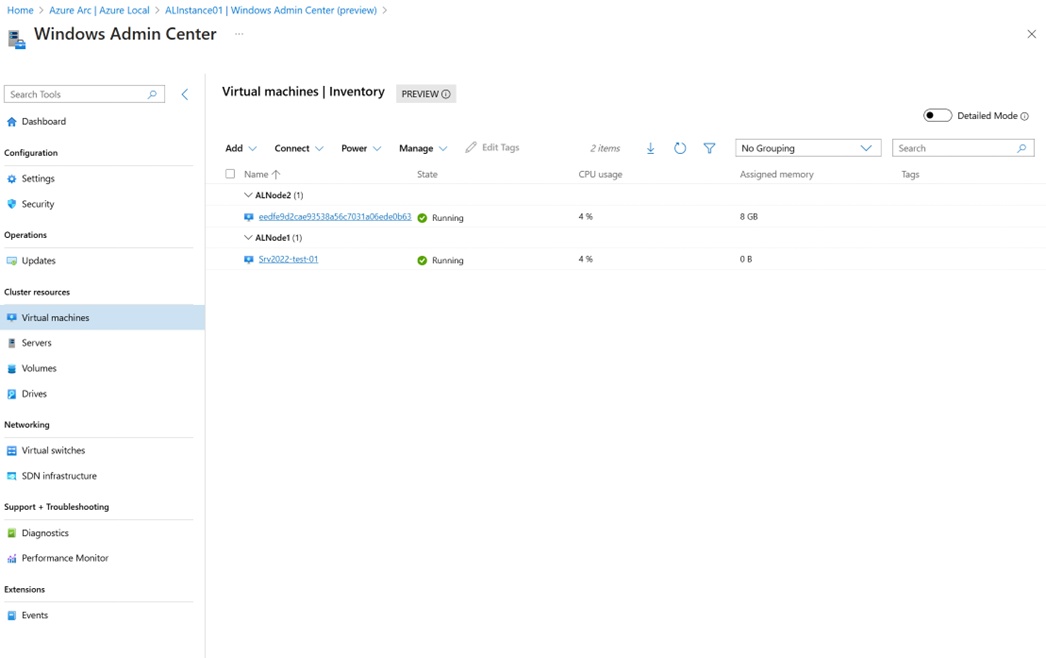 Home > Azure Arc | Azure Local > ALInstance01 | Windows Admin Center (preview) >
Windows Admin Center ...
Search Tools
Dashboard
Configuration
Settings
Security
Operations
Updates
Cluster resources
Virtual machines
Servers
Volumes
Drives
Networking
Virtual switches
SDN infrastructure
Support + Troubleshooting
Diagnostics
Performance Monitor
Extensions
Events
Virtual machines | Inventory PREVIEW
Detailed Mode
Add Connect Power Manage Edit Tags 2 items No Grouping Search
Name State CPU usage Assigned memory Tags
ALNode2 (1)
eedfe9d2cae93538a56c7031a06ede0b63 Running 4 % 8 GB
ALNode1 (1)
Srv2022-test-01 Running 4 % 0 B